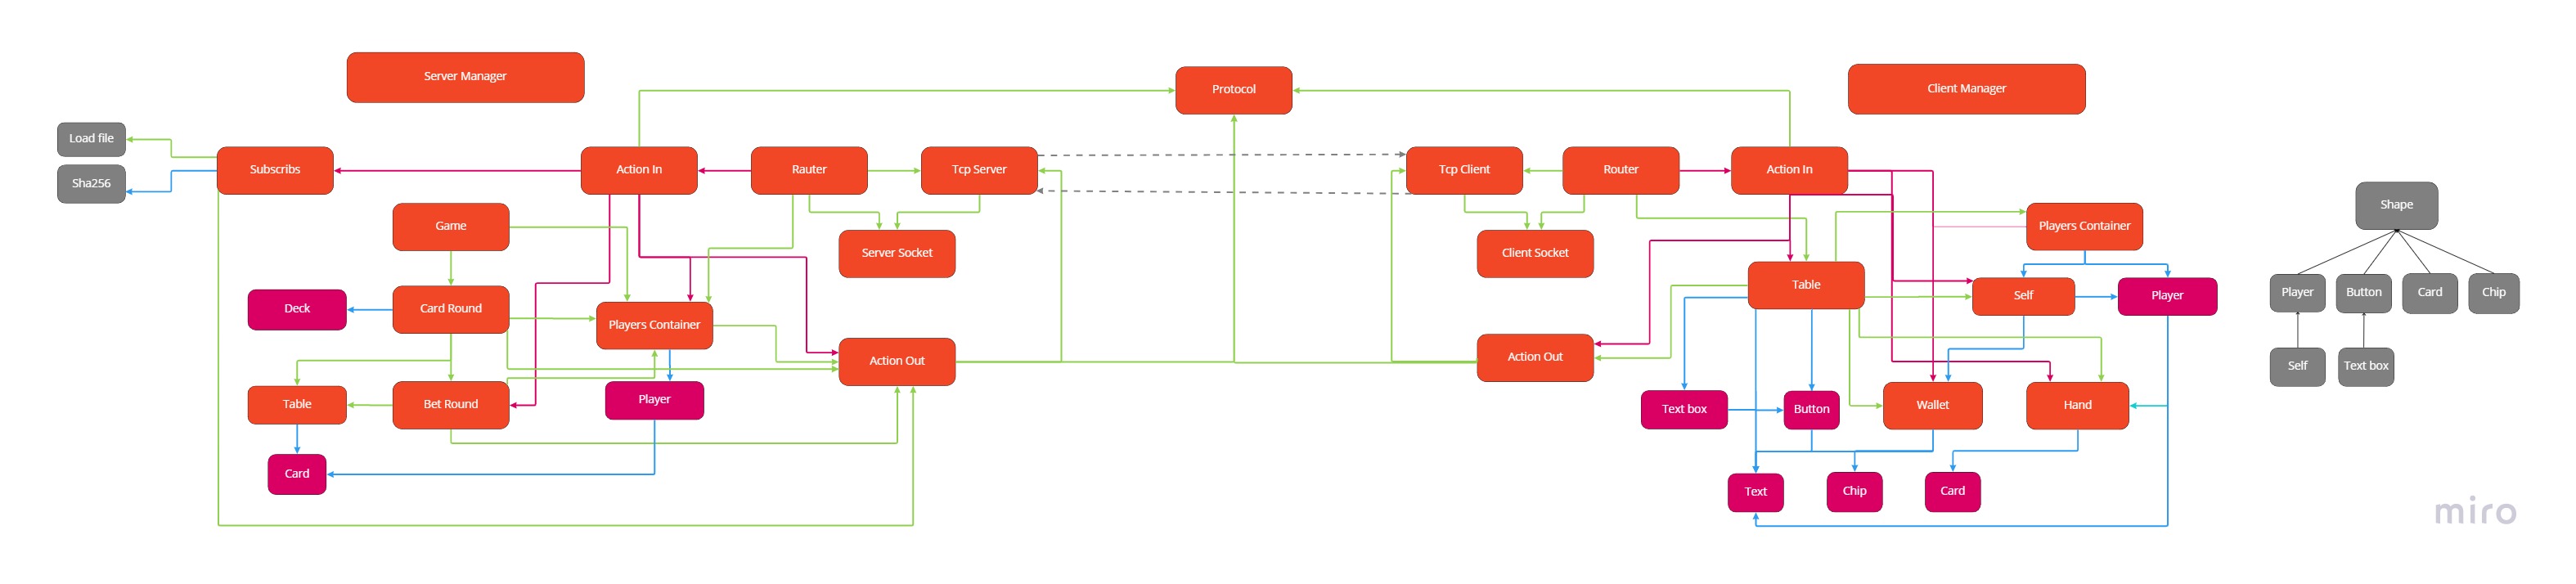 Server Manager
Protocol
Client Manager
Load file
Sha256
Subscribs
Action In
Rauter
Tcp Server
Tcp Client
Router
Action In
Game
Server Socket
Client Socket
Players Container
Shape
Deck
Card Round
Players Container
Table
Self
Player
Player
Button
Card
Chip
Action Out
Action Out
Self
Text box
Table
Bet Round
Player
Text box
Button
Wallet
Hand
Card
Text
Chip
Card
miro